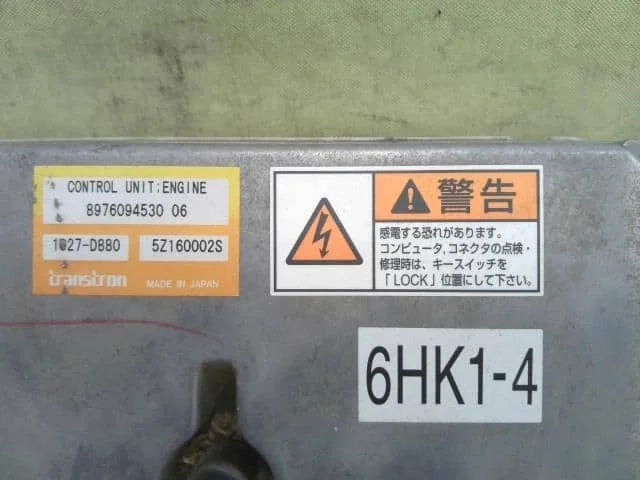 CONTROL UNIT:ENGINE
8976094530 06
1027-D880 5Z160002S
transtron MADE IN JAPAN
警告
感電する恐れがあります。
コンピュータ,コネクタの点検・
修理時は、キースイッチを
「LOCK」位置にして下さい。
6HK1-4